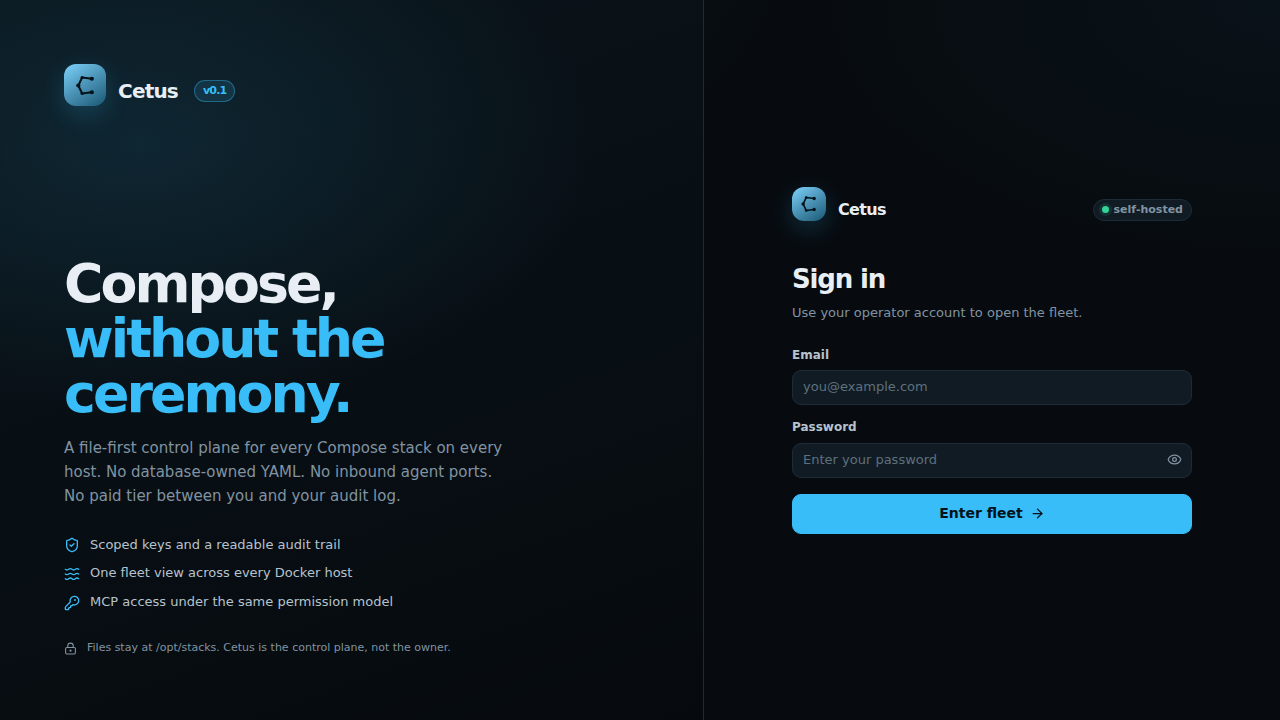 Cetus v0.1
Compose,
without the
ceremony.
A file-first control plane for every Compose stack on every
host. No database-owned YAML. No inbound agent ports.
No paid tier between you and your audit log.
Scoped keys and a readable audit trail
One fleet view across every Docker host
MCP access under the same permission model
Files stay at /opt/stacks. Cetus is the control plane, not the owner.
Cetus
self-hosted
Sign in
Use your operator account to open the fleet.
Email
you@example.com
Password
Enter your password
Enter fleet →